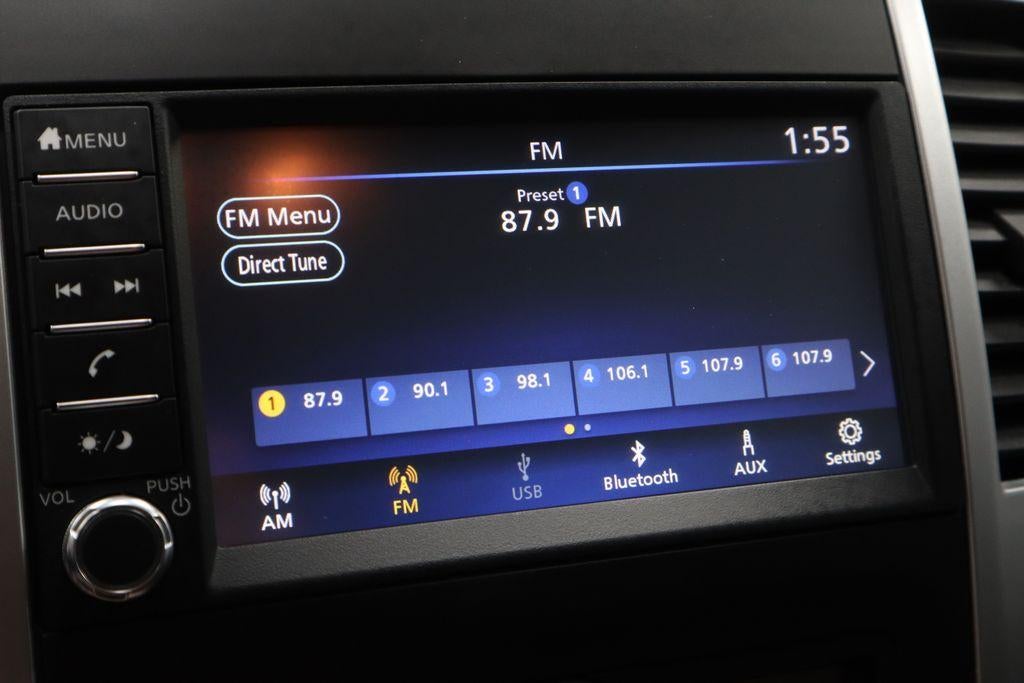 MENU
AUDIO
VOL
PUSH
FM
1:55
Preset 1
87.9 FM
FM Menu
Direct Tune
1 87.9
2 90.1
3 98.1
4 106.1
5 107.9
6 107.9
AM
FM
USB
Bluetooth
AUX
Settings